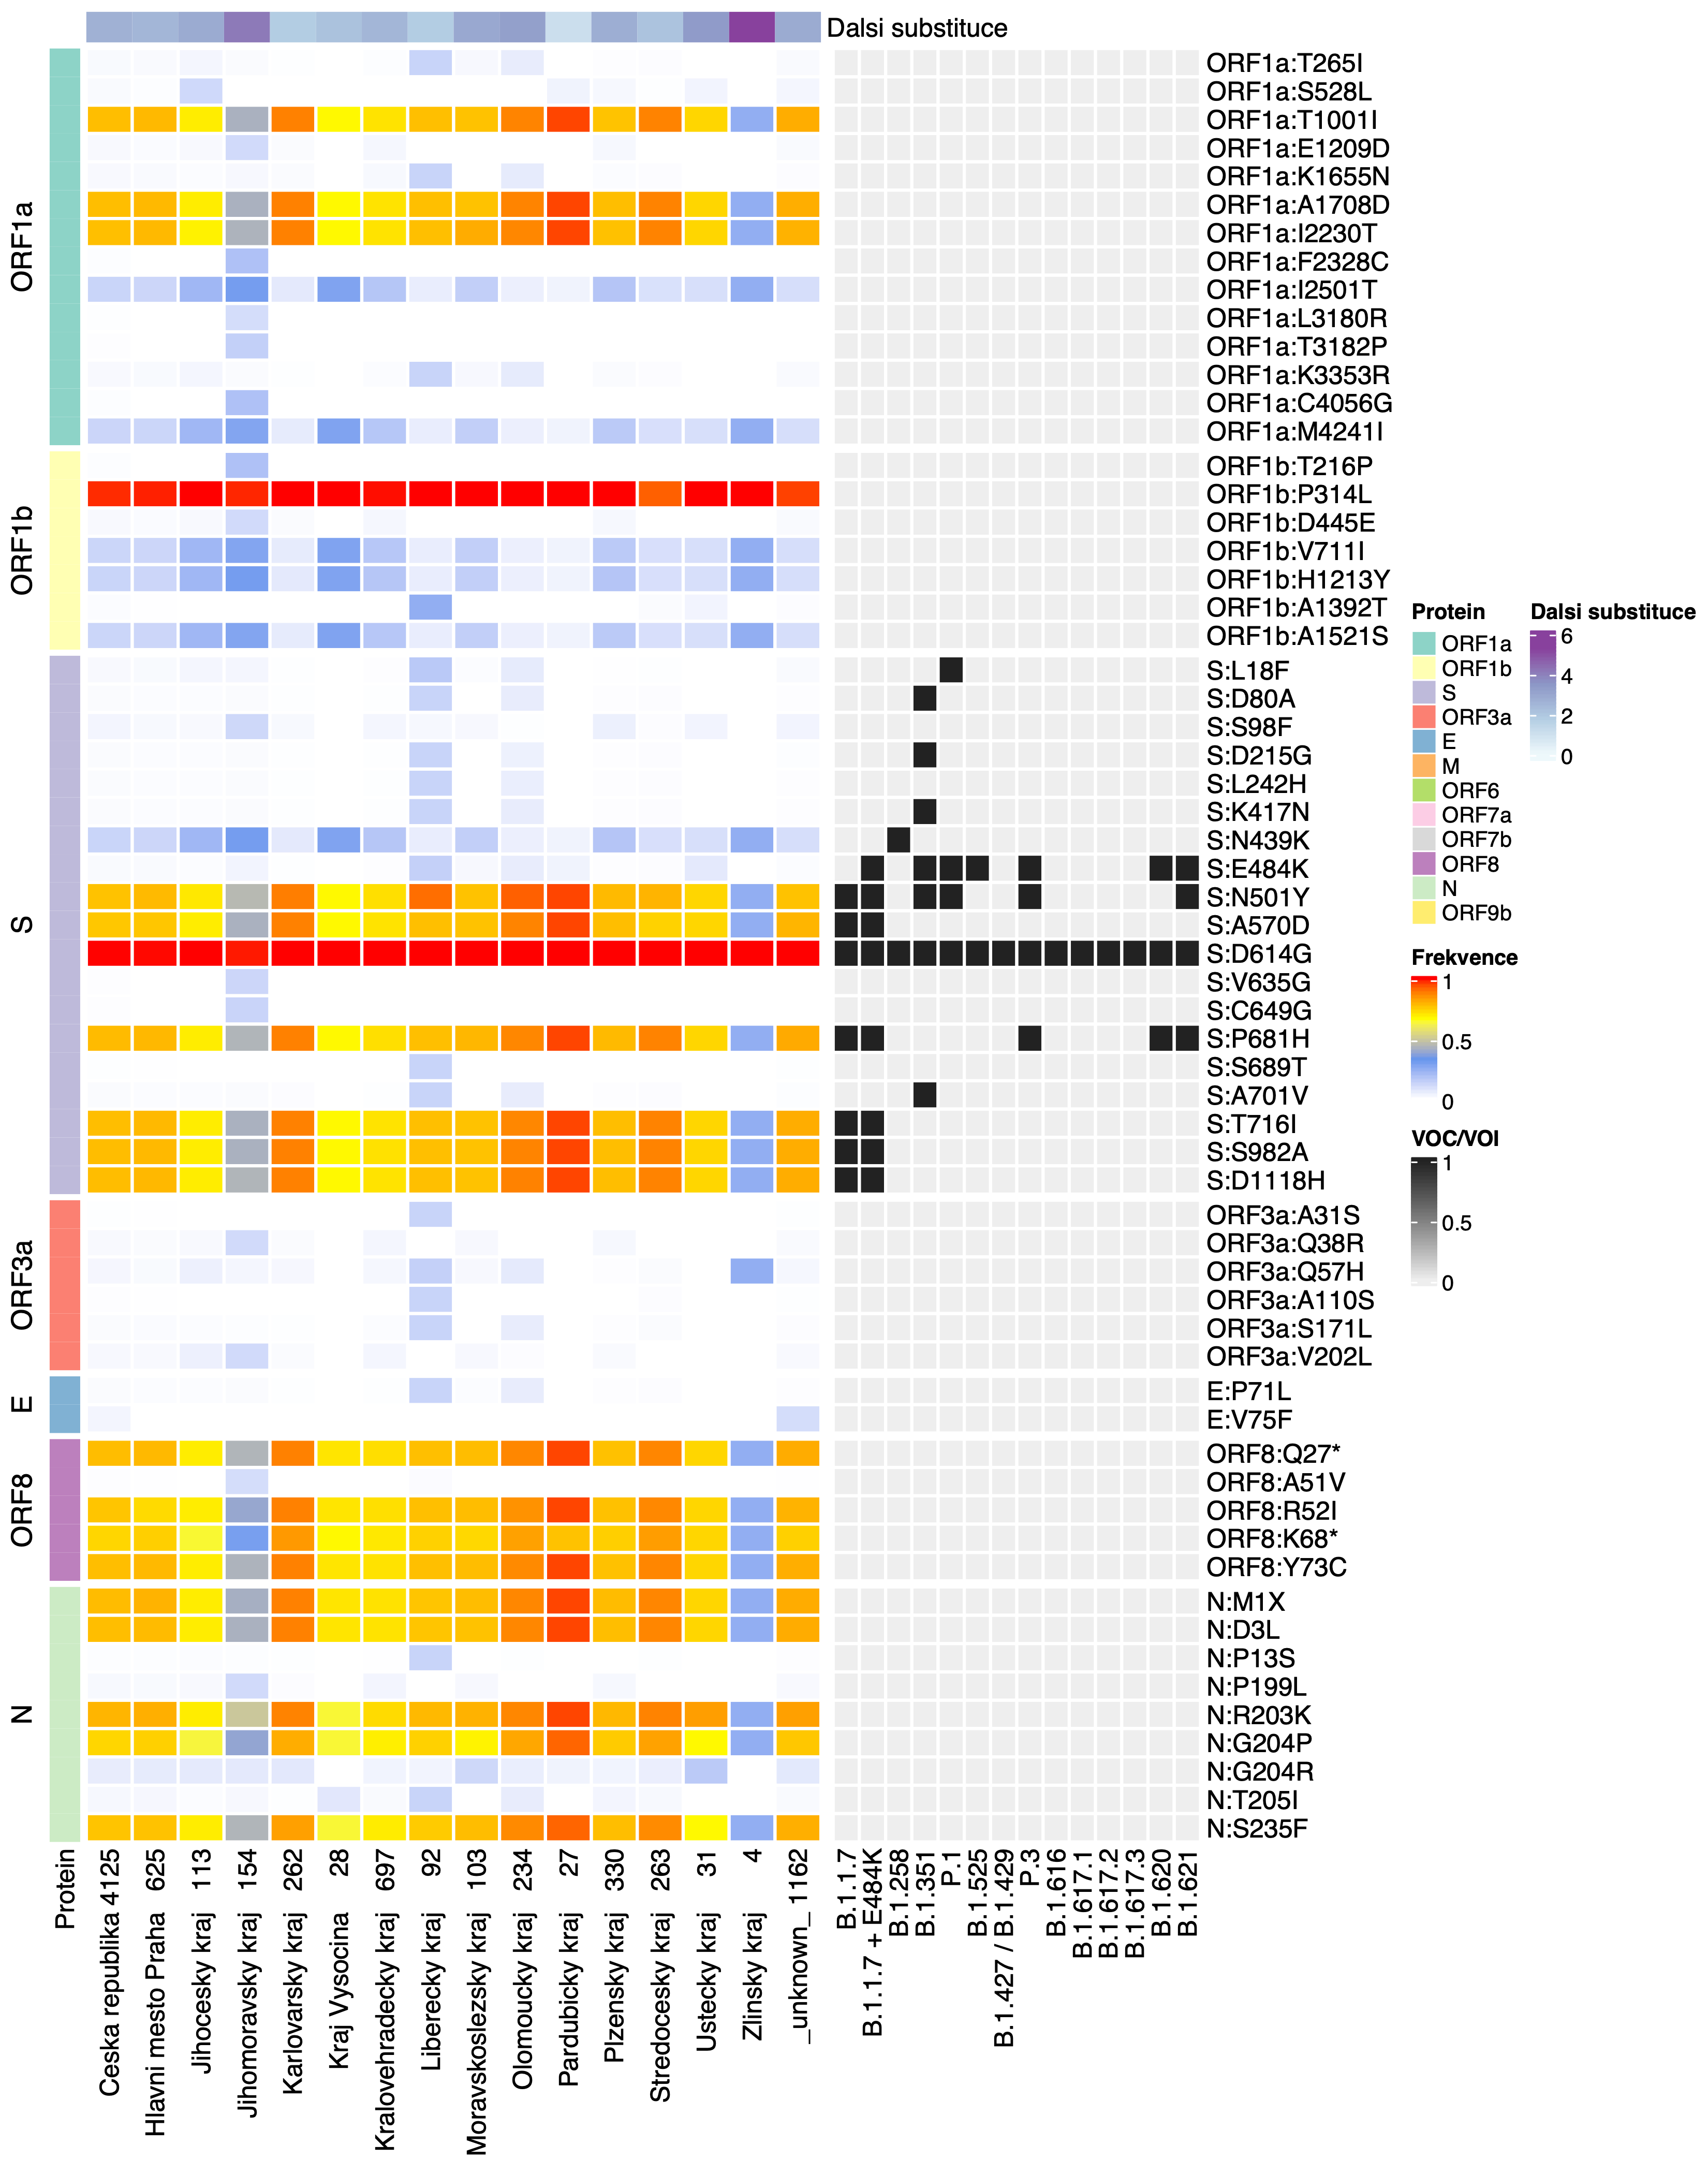 Dalsi substituce
ORF1a
ORF1b
S
ORF3a
E
ORF8
N
ORF1a:T265I
ORF1a:S528L
ORF1a:T1001I
ORF1a:E1209D
ORF1a:K1655N
ORF1a:A1708D
ORF1a:I2230T
ORF1a:F2328C
ORF1a:I2501T
ORF1a:L3180R
ORF1a:T3182P
ORF1a:K3353R
ORF1a:C4056G
ORF1a:M4241I
ORF1b:T216P
ORF1b:P314L
ORF1b:D445E
ORF1b:V711I
ORF1b:H1213Y
ORF1b:A1392T
ORF1b:A1521S
S:L18F
S:D80A
S:S98F
S:D215G
S:L242H
S:K417N
S:N439K
S:E484K
S:N501Y
S:A570D
S:D614G
S:V635G
S:C649G
S:P681H
S:S689T
S:A701V
S:T716I
S:S982A
S:D1118H
ORF3a:A31S
ORF3a:Q38R
ORF3a:Q57H
ORF3a:A110S
ORF3a:S171L
ORF3a:V202L
E:P71L
E:V75F
ORF8:Q27*
ORF8:A51V
ORF8:R52I
ORF8:K68*
ORF8:Y73C
N:M1X
N:D3L
N:P13S
N:P199L
N:R203K
N:G204P
N:G204R
N:T205I
N:S235F
Protein
Ceska republika 4125
Hlavni mesto Praha 625
Jihocesky kraj 113
Jihomoravsky kraj 154
Karlovarsky kraj 262
Kraj Vysocina 28
Kralovehradecky kraj 697
Liberecky kraj 92
Moravskoslezsky kraj 103
Olomoucky kraj 234
Pardubicky kraj 27
Plzensky kraj 330
Stredocesky kraj 263
Ustecky kraj 31
Zlinsky kraj 4
_unknown_ 1162
B.1.1.7
B.1.1.7 + E484K
B.1.258
B.1.351
P.1
B.1.525
B.1.427 / B.1.429
P.3
B.1.616
B.1.617.1
B.1.617.2
B.1.617.3
B.1.620
B.1.621
Protein
ORF1a
ORF1b
S
ORF3a
E
M
ORF6
ORF7a
ORF7b
ORF8
N
ORF9b
Dalsi substituce
6
4
2
0
Frekvence
1
0.5
0
VOC/VOI
1
0.5
0